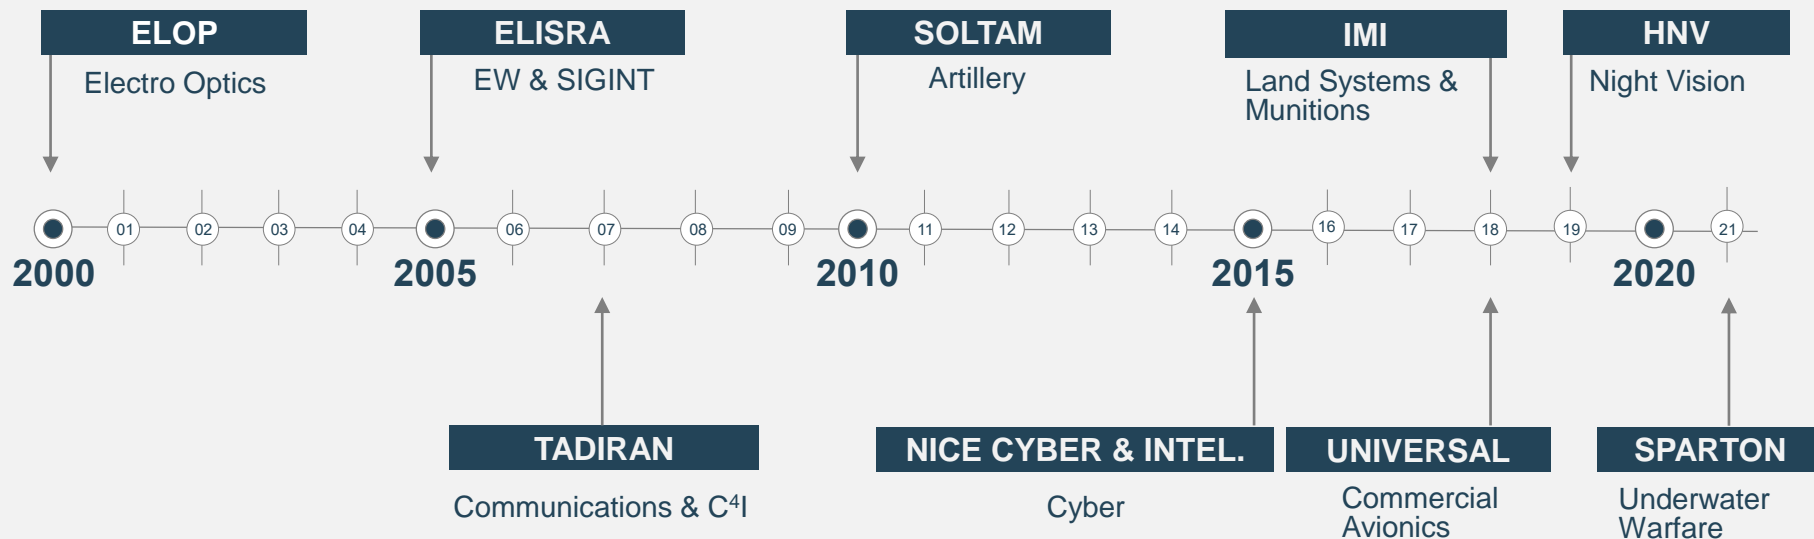 ELOP
Electro Optics
ELISRA
EW & SIGINT
SOLTAM
Artillery
IMI
Land Systems &
Munitions
HNV
Night Vision
01
02
03
04
06
07
08
09
11
12
13
14
16
17
18
19
21
2000
2005
2010
2015
2020
TADIRAN
Communications & C⁴I
NICE CYBER & INTEL.
Cyber
UNIVERSAL
Commercial
Avionics
SPARTON
Underwater
Warfare